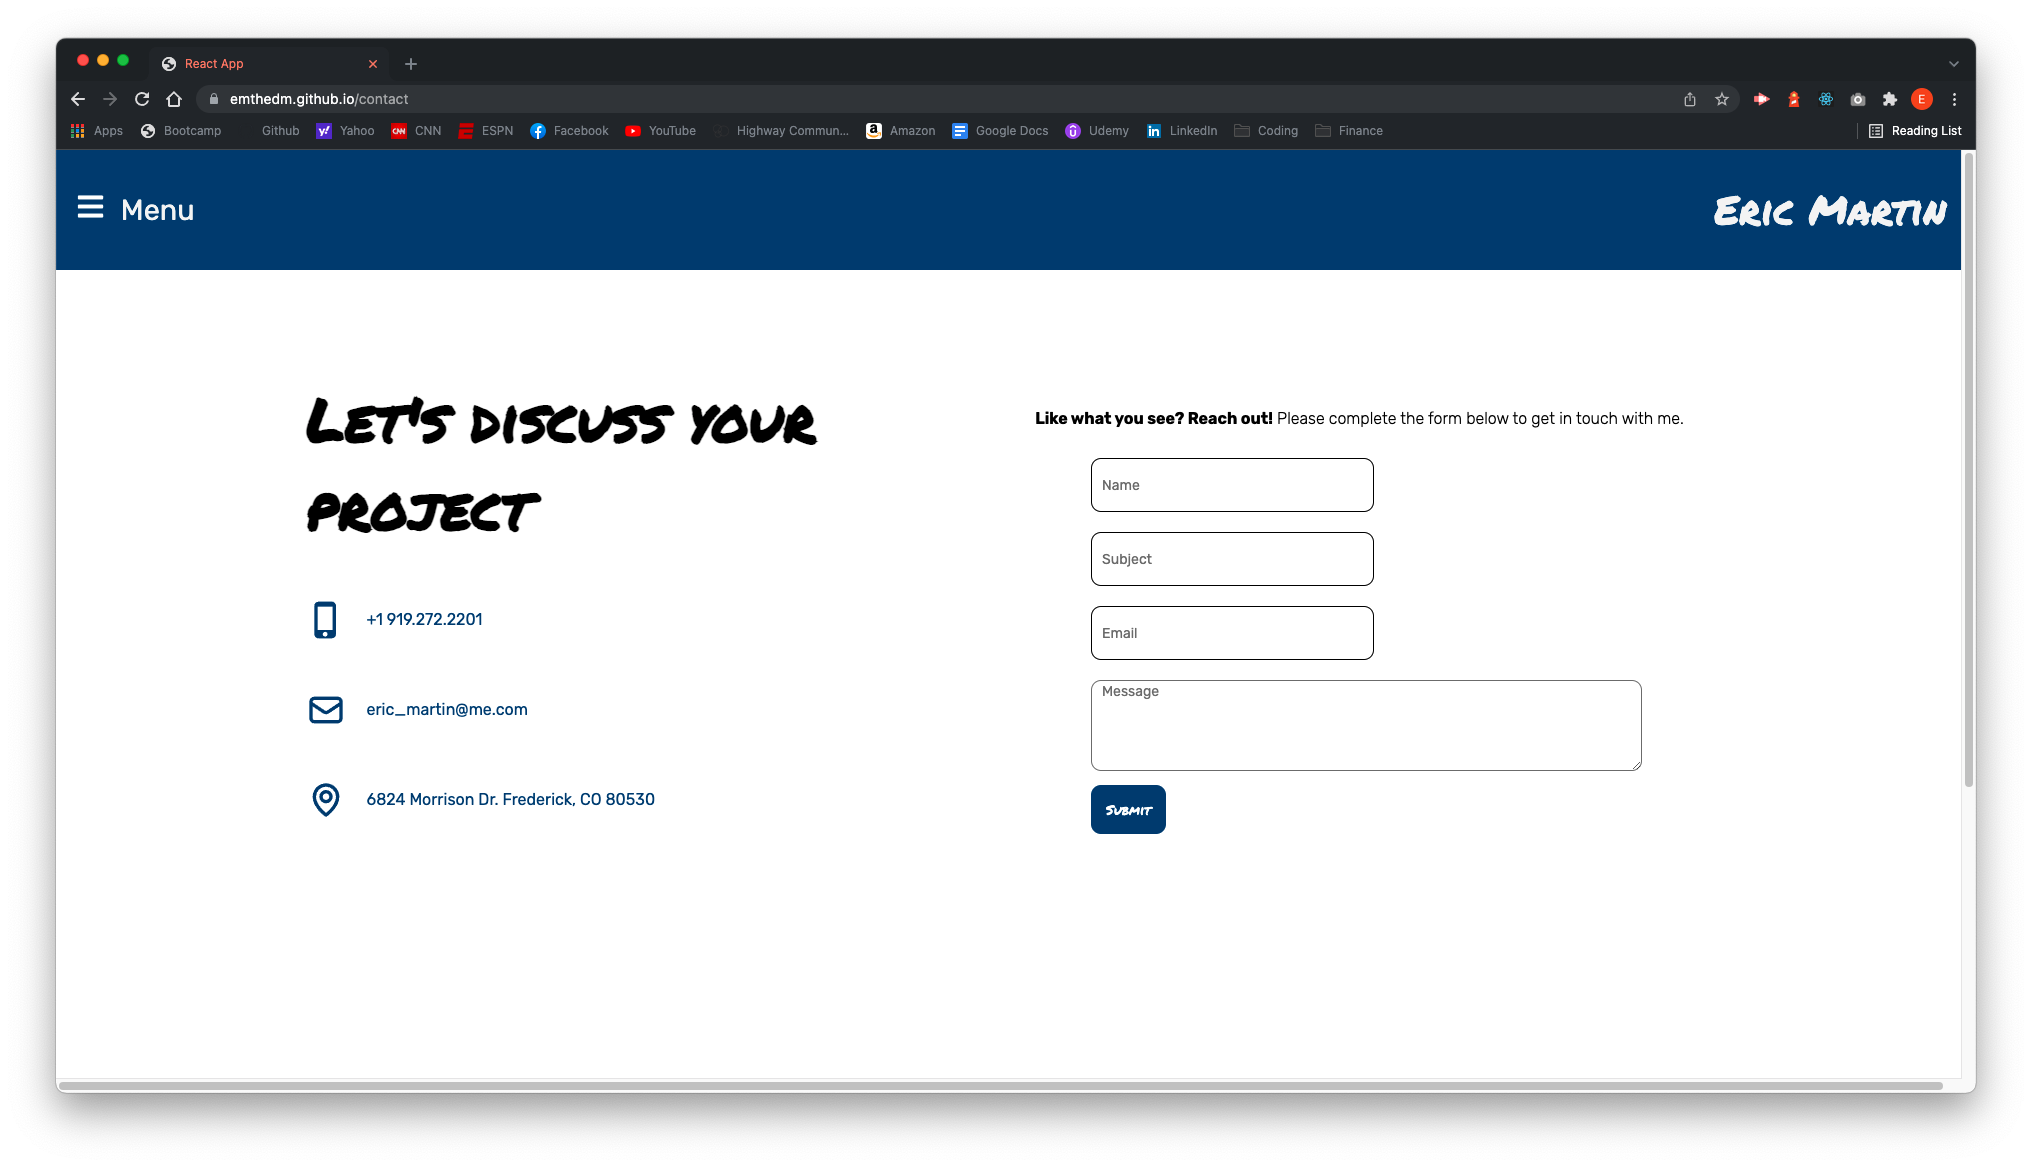 React App
emthedm.github.io/contact
E
Apps Bootcamp Github Yahoo CNN ESPN Facebook YouTube Highway Commun... Amazon Google Docs Udemy LinkedIn Coding Finance Reading List
Menu
Eric Martin
Let's discuss your
project
+1 919.272.2201
eric_martin@me.com
6824 Morrison Dr. Frederick, CO 80530
Like what you see? Reach out! Please complete the form below to get in touch with me.
Name
Subject
Email
Message
Submit